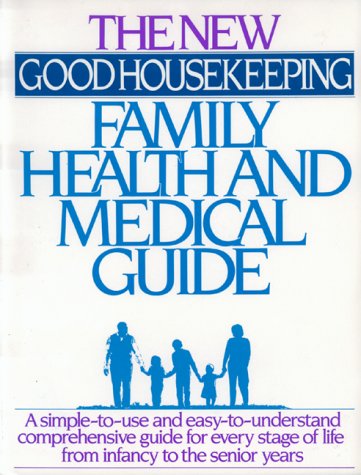 THE NEW
GOOD HOUSEKEEPING
FAMILY
HEALTH AND
MEDICAL
GUIDE
A simple-to-use and easy-to-understand
comprehensive guide for every stage of life
from infancy to the senior years